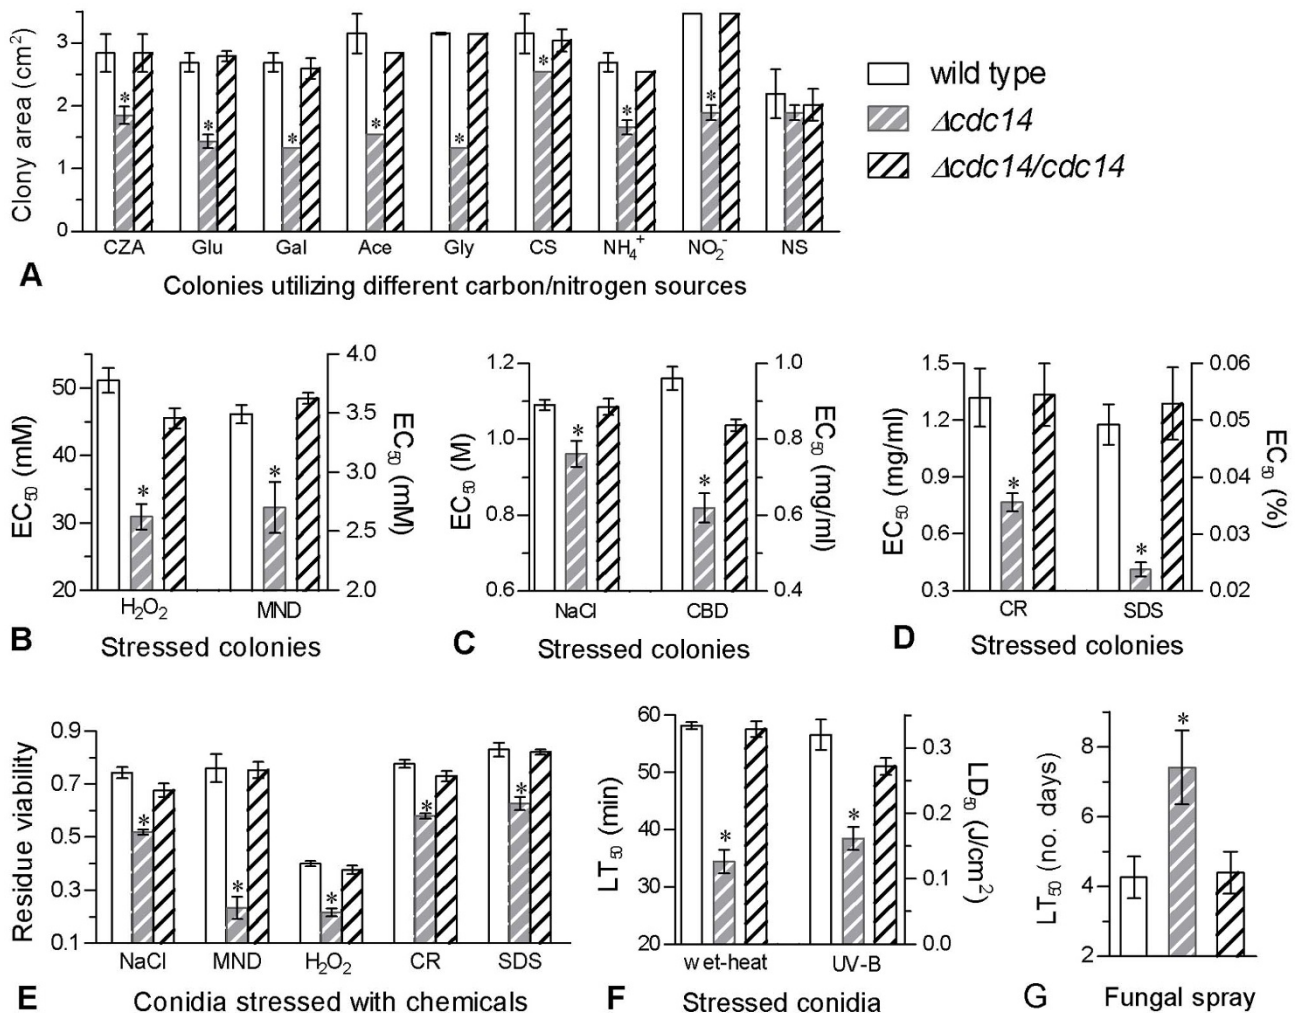 Clony area (cm²)
3
2
1
0
* * * * * * * *
CZA Glu Gal Ace Gly CS NH₄⁺ NO₂⁻ NS
A
Colonies utilizing different carbon/nitrogen sources
wild type
Δcdc14
Δcdc14/cdc14
EC₅₀ (mM)
50
40
30
20
* *
4.0
3.5
3.0
2.5
2.0
EC₅₀ (mM)
H₂O₂ MND
B
Stressed colonies
EC₅₀ (M)
1.2
1.0
0.8
0.6
* *
1.0
0.8
0.6
0.4
EC₅₀ (mg/ml)
NaCl CBD
C
Stressed colonies
EC₅₀ (mg/ml)
1.5
1.2
0.9
0.6
0.3
* *
0.06
0.05
0.04
0.03
0.02
EC₅₀ (%)
CR SDS
D
Stressed colonies
Residue viability
0.9
0.7
0.5
0.3
0.1
* * * * *
NaCl MND H₂O₂ CR SDS
E
Conidia stressed with chemicals
LT₅₀ (min)
60
50
40
30
20
* *
0.3
0.2
0.1
0.0
LD₅₀ (J/cm²)
wet-heat UV-B
F
Stressed conidia
LT₅₀ (no. days)
8
6
4
2
*
G
Fungal spray